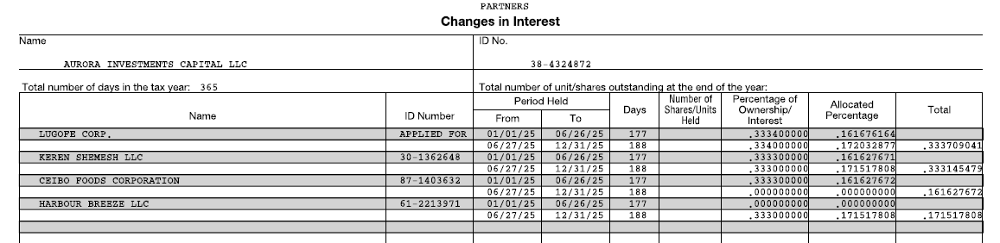 PARTNERS
Changes in Interest
Name ID No.
AURORA INVESTMENTS CAPITAL LLC 38-4324872
Total number of days in the tax year: 365 Total number of unit/shares outstanding at the end of the year:
Name ID Number Period Held From To Days Number of Shares/Units Held Percentage of Ownership/ Interest Allocated Percentage Total
LUGOFE CORP. APPLIED FOR 01/01/25 06/26/25 177 .333400000 .161676164
06/27/25 12/31/25 188 .334000000 .172032877 .333709041
KEREN SHEMESH LLC 30-1362648 01/01/25 06/26/25 177 .333300000 .161627671
06/27/25 12/31/25 188 .333000000 .171517808 .333145479
CEIBO FOODS CORPORATION 87-1403632 01/01/25 06/26/25 177 .333300000 .161627672
06/27/25 12/31/25 188 .000000000 .000000000 .161627672
HARBOUR BREEZE LLC 61-2213971 01/01/25 06/26/25 177 .000000000 .000000000
06/27/25 12/31/25 188 .333000000 .171517808 .171517808